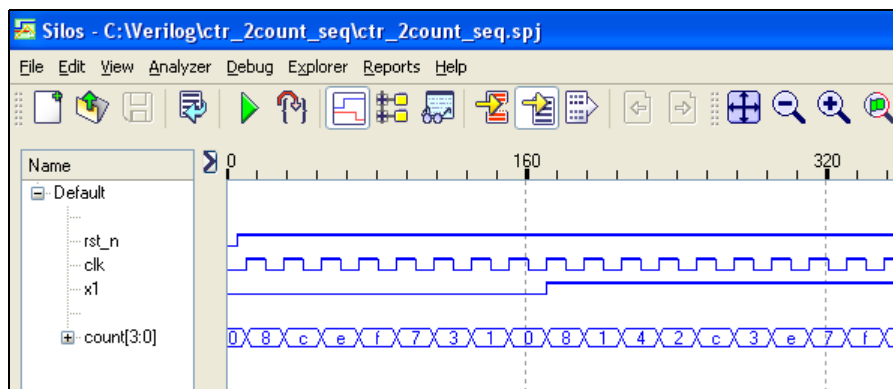 Silos - C:\Verilog\ctr_2count_seq\ctr_2count_seq.spj
File Edit View Analyzer Debug Explorer Reports Help
Name 0 160 320
Default
rst_n
clk
x1
count[3:0] 0 8 c e f 7 3 1 0 8 1 4 2 c 3 e 7 f